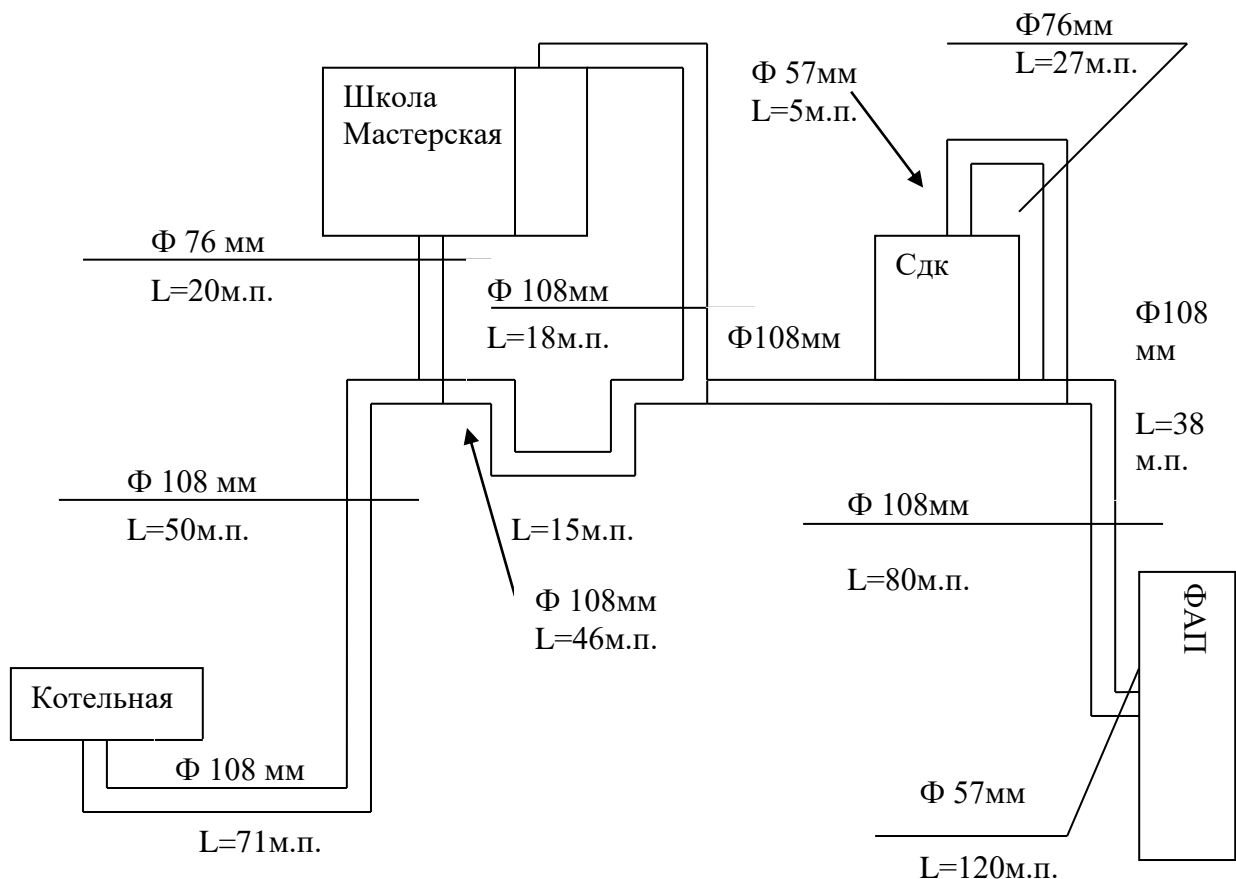 Ф76мм
L=27м.п.
Ф 57мм
L=5м.п.
Школа
Мастерская
Ф 76 мм
L=20м.п.
Сдк
Ф 108мм
L=18м.п.
Ф108мм
Ф108
мм
L=38
м.п.
Ф 108 мм
L=50м.п.
L=15м.п.
Ф 108мм
L=80м.п.
Ф 108мм
L=46м.п.
ФАП
Котельная
Ф 108 мм
L=71м.п.
Ф 57мм
L=120м.п.